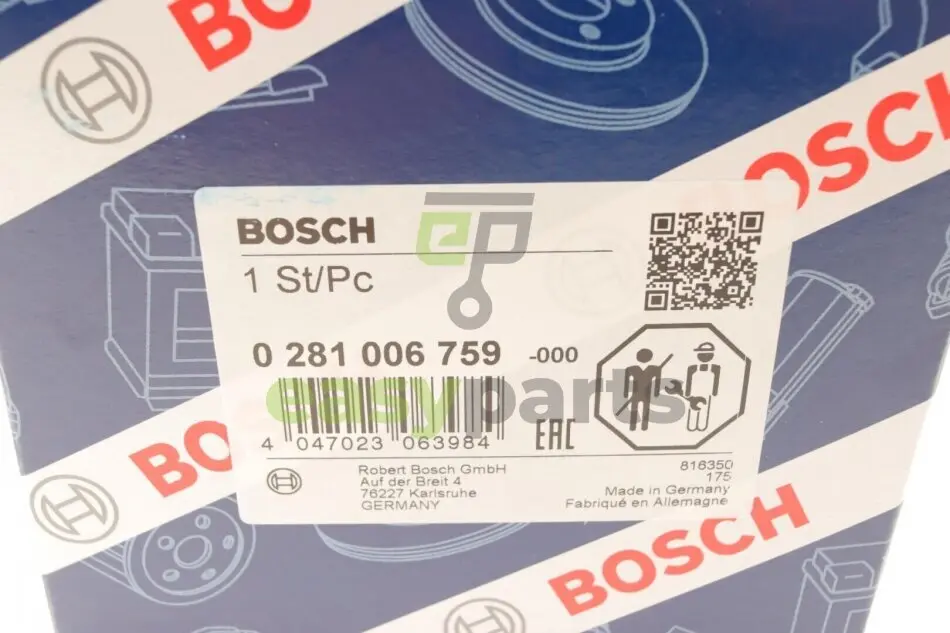 BOSCH
BOSCH
BOSCH
ep
1 St/Pc
0 281 006 759 -000
easyparts
4 047023 063984
EAC
Robert Bosch GmbH
Auf der Breit 4
76227 Karlsruhe
GERMANY
816350
175
Made in Germany
Fabriqué en Allemagne
BOSCH
BOSCH